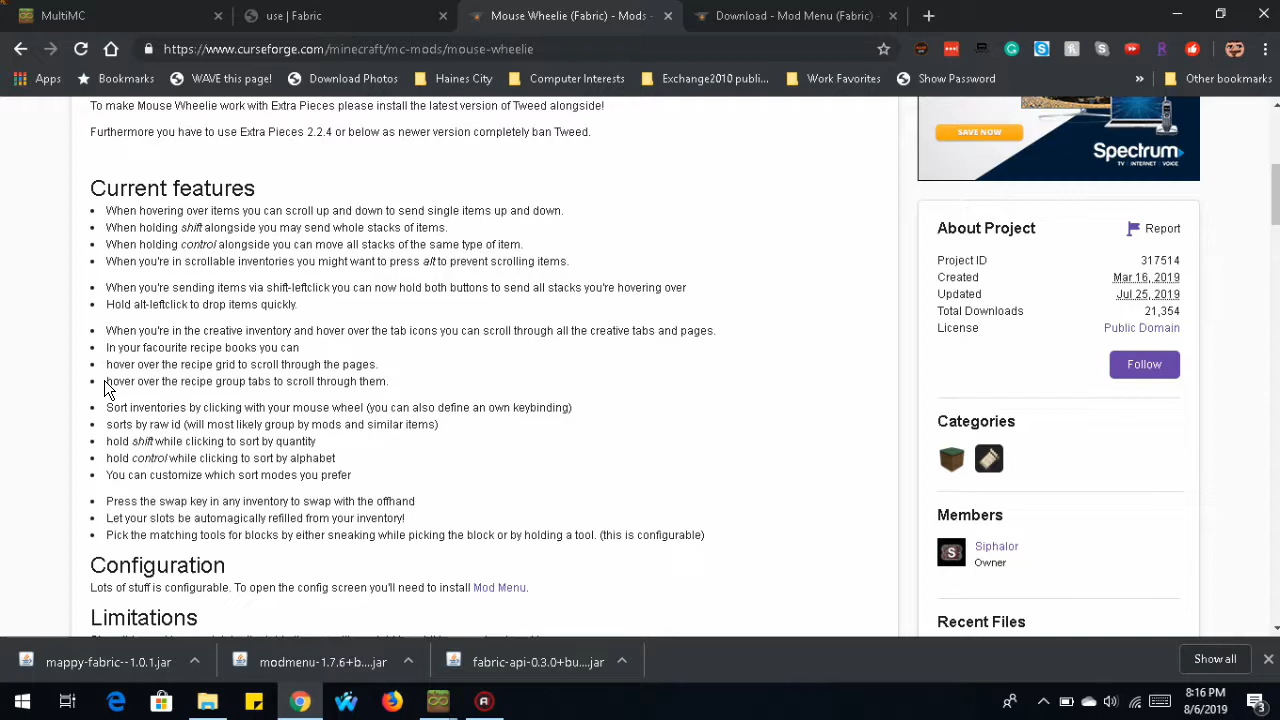 MultiMC
use | Fabric
Mouse Wheelie (Fabric) - Mods -
Download - Mod Menu (Fabric) -
https://www.curseforge.com/minecraft/mc-mods/mouse-wheelie
Apps
Bookmarks
WAVE this page!
Download Photos
Haines City
Computer Interests
Exchange2010 publi...
Work Favorites
Show Password
Other bookmarks
To make Mouse Wheelie work with Extra Pieces please install the latest version of Tweed alongside!
Furthermore you have to use Extra Pieces 2.2.4 or below as newer version completely ban Tweed.
Current features
When hovering over items you can scroll up and down to send single items up and down.
When holding shift alongside you may send whole stacks of items.
When holding control alongside you can move all stacks of the same type of item.
When you're in scrollable inventories you might want to press alt to prevent scrolling items.
When you're sending items via shift-leftclick you can now hold both buttons to send all stacks you're hovering over
Hold alt-leftclick to drop items quickly.
When you're in the creative inventory and hover over the tab icons you can scroll through all the creative tabs and pages.
In your facourite recipe books you can
hover over the recipe grid to scroll through the pages.
hover over the recipe group tabs to scroll through them.
Sort inventories by clicking with your mouse wheel (you can also define an own keybinding)
sorts by raw id (will most likely group by mods and similar items)
hold shift while clicking to sort by quantity
hold control while clicking to sort by alphabet
You can customize which sort modes you prefer
Press the swap key in any inventory to swap with the offhand
Let your slots be automagically refilled from your inventory!
Pick the matching tools for blocks by either sneaking while picking the block or by holding a tool. (this is configurable)
Configuration
Lots of stuff is configurable. To open the config screen you'll need to install Mod Menu.
Limitations
SAVE NOW
Spectrum
TV | INTERNET | VOICE
About Project
Report
Project ID 317514
Created Mar 16, 2019
Updated Jul 25, 2019
Total Downloads 21,354
License Public Domain
Follow
Categories
Members
S
Siphalor
Owner
Recent Files
mappy-fabric--1.0.1.jar
modmenu-1.7.6+b....jar
fabric-api-0.3.0+bu....jar
Show all
8:16 PM
8/6/2019
3